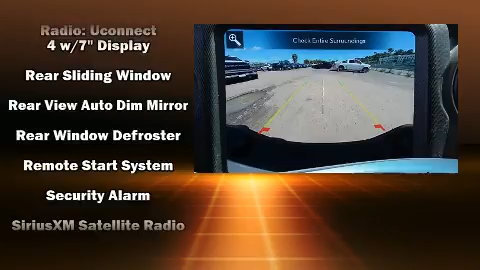 Radio: Uconnect
4 w/7" Display
Rear Sliding Window
Rear View Auto Dim Mirror
Rear Window Defroster
Remote Start System
Security Alarm
SiriusXM Satellite Radio
Check Entire Surroundings